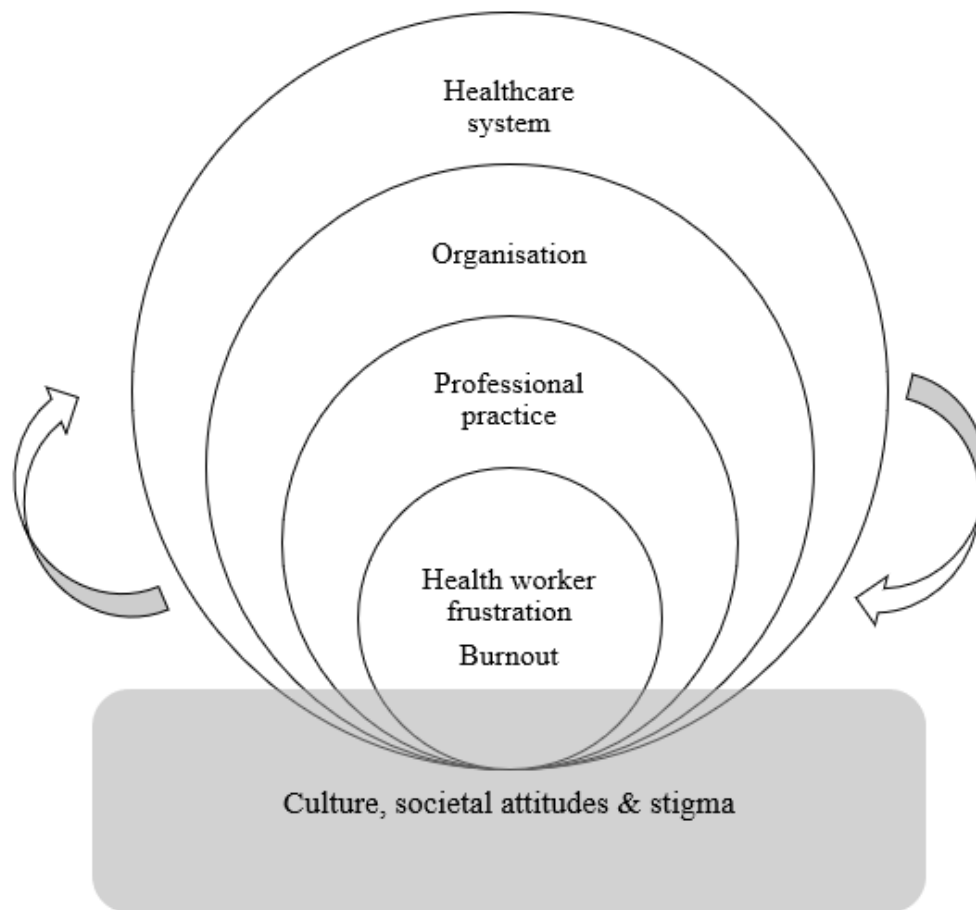 Healthcare
system
Organisation
Professional
practice
Health worker
frustration
Burnout
Culture, societal attitudes & stigma